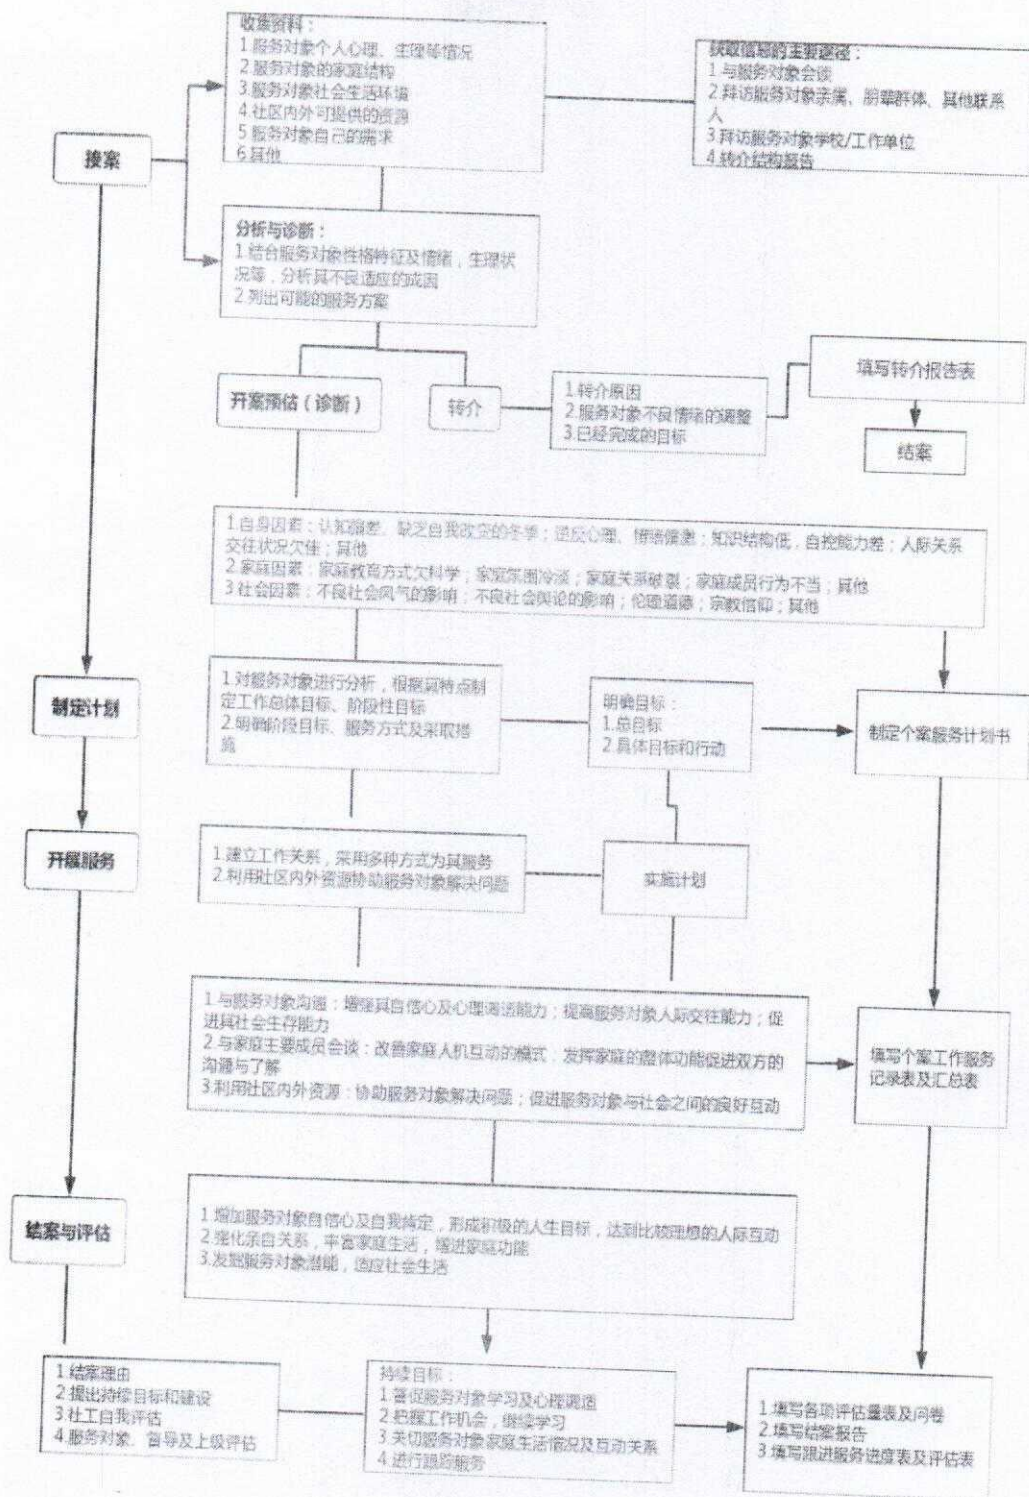 收集资料：
1 服务对象个人心理、生理等情况
2 服务对象的家庭结构
3 服务对象社会生活环境
4 社区内外可提供的资源
5 服务对象自己的需求
6 其他
获取信息的主要途径：
1 与服务对象会谈
2 拜访服务对象亲属、朋辈群体、其他联系
人
3 拜访服务对象学校/工作单位
4 转介结构报告
接案
分析与诊断：
1 结合服务对象性格特征及情绪，生理状
况等，分析其不良适应的成因
2 列出可能的服务方案
开案预估（诊断）
转介
1.转介原因
2.服务对象不良情绪的调整
3.已经完成的目标
填写转介报告表
结案
1.自身因素：认知偏差、缺乏自我改变的冬季；逆反心理、情绪偏激；知识结构低，自控能力差；人际关系
交往状况欠佳；其他
2 家庭因素：家庭教育方式欠科学；家庭氛围冷淡；家庭关系破裂；家庭成员行为不当；其他
3 社会因素：不良社会风气的影响；不良社会舆论的影响；伦理道德；宗教信仰；其他
制定计划
1.对服务对象进行分析，根据其特点制
定工作总体目标、阶段性目标
2.明确阶段目标、服务方式及采取措
施
明确目标：
1.总目标
2.具体目标和行动
制定个案服务计划书
开展服务
1.建立工作关系，采用多种方式为其服务
2.利用社区内外资源协助服务对象解决问题
实施计划
1 与服务对象沟通：增强其自信心及心理调适能力；提高服务对象人际交往能力；促
进其社会生存能力
2 与家庭主要成员会谈：改善家庭人机互动的模式，发挥家庭的整体功能促进双方的
沟通与了解
3 利用社区内外资源：协助服务对象解决问题；促进服务对象与社会之间的良好互动
填写个案工作服务
记录表及汇总表
结案与评估
1 增加服务对象自信心及自我肯定，形成积极的人生目标，达到比较理想的人际互动
2 强化亲自关系，丰富家庭生活，增进家庭功能
3.发掘服务对象潜能，适应社会生活
1 结案理由
2 提出持续目标和建设
3 社工自我评估
4.服务对象、督导及上级评估
持续目标：
1 督促服务对象学习及心理调适
2.把握工作机会，继续学习
3 关切服务对象家庭生活情况及互动关系
4 进行跟踪服务
1.填写各项评估量表及问卷
2.填写结案报告
3.填写跟进服务进度表及评估表